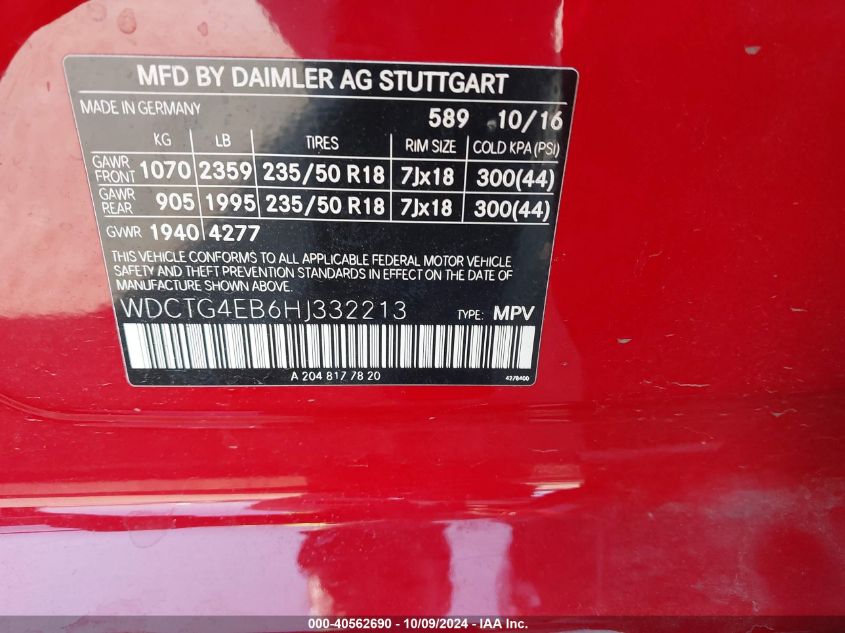 MFD BY DAIMLER AG STUTTGART
MADE IN GERMANY 589 10/16
KG LB TIRES RIM SIZE COLD KPA (PSI)
GAWR FRONT 1070 2359 235/50 R18 7Jx18 300(44)
GAWR REAR 905 1995 235/50 R18 7Jx18 300(44)
GVWR 1940 4277
THIS VEHICLE CONFORMS TO ALL APPLICABLE FEDERAL MOTOR VEHICLE
SAFETY AND THEFT PREVENTION STANDARDS IN EFFECT ON THE DATE OF
MANUFACTURE SHOWN ABOVE.
WDCTG4EB6HJ332213 TYPE: MPV
A 204 817 78 20 4278400
000-40562690 - 10/09/2024 - IAA Inc.